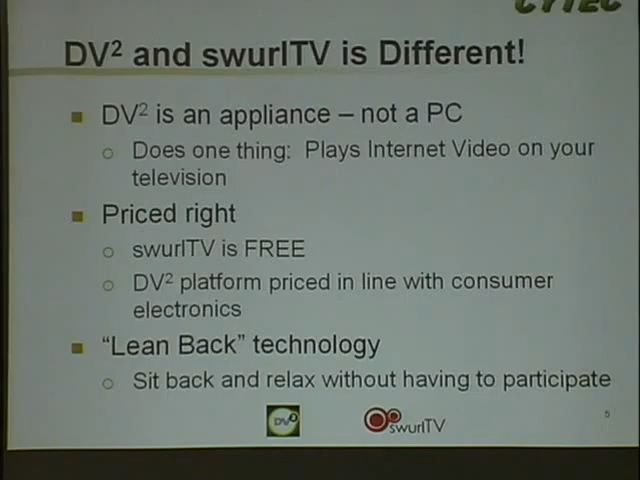 CYTEC
DV² and swurlTV is Different!
DV² is an appliance – not a PC
Does one thing: Plays Internet Video on your
television
Priced right
swurlTV is FREE
DV² platform priced in line with consumer
electronics
“Lean Back” technology
Sit back and relax without having to participate
DV²
swurlTV
5